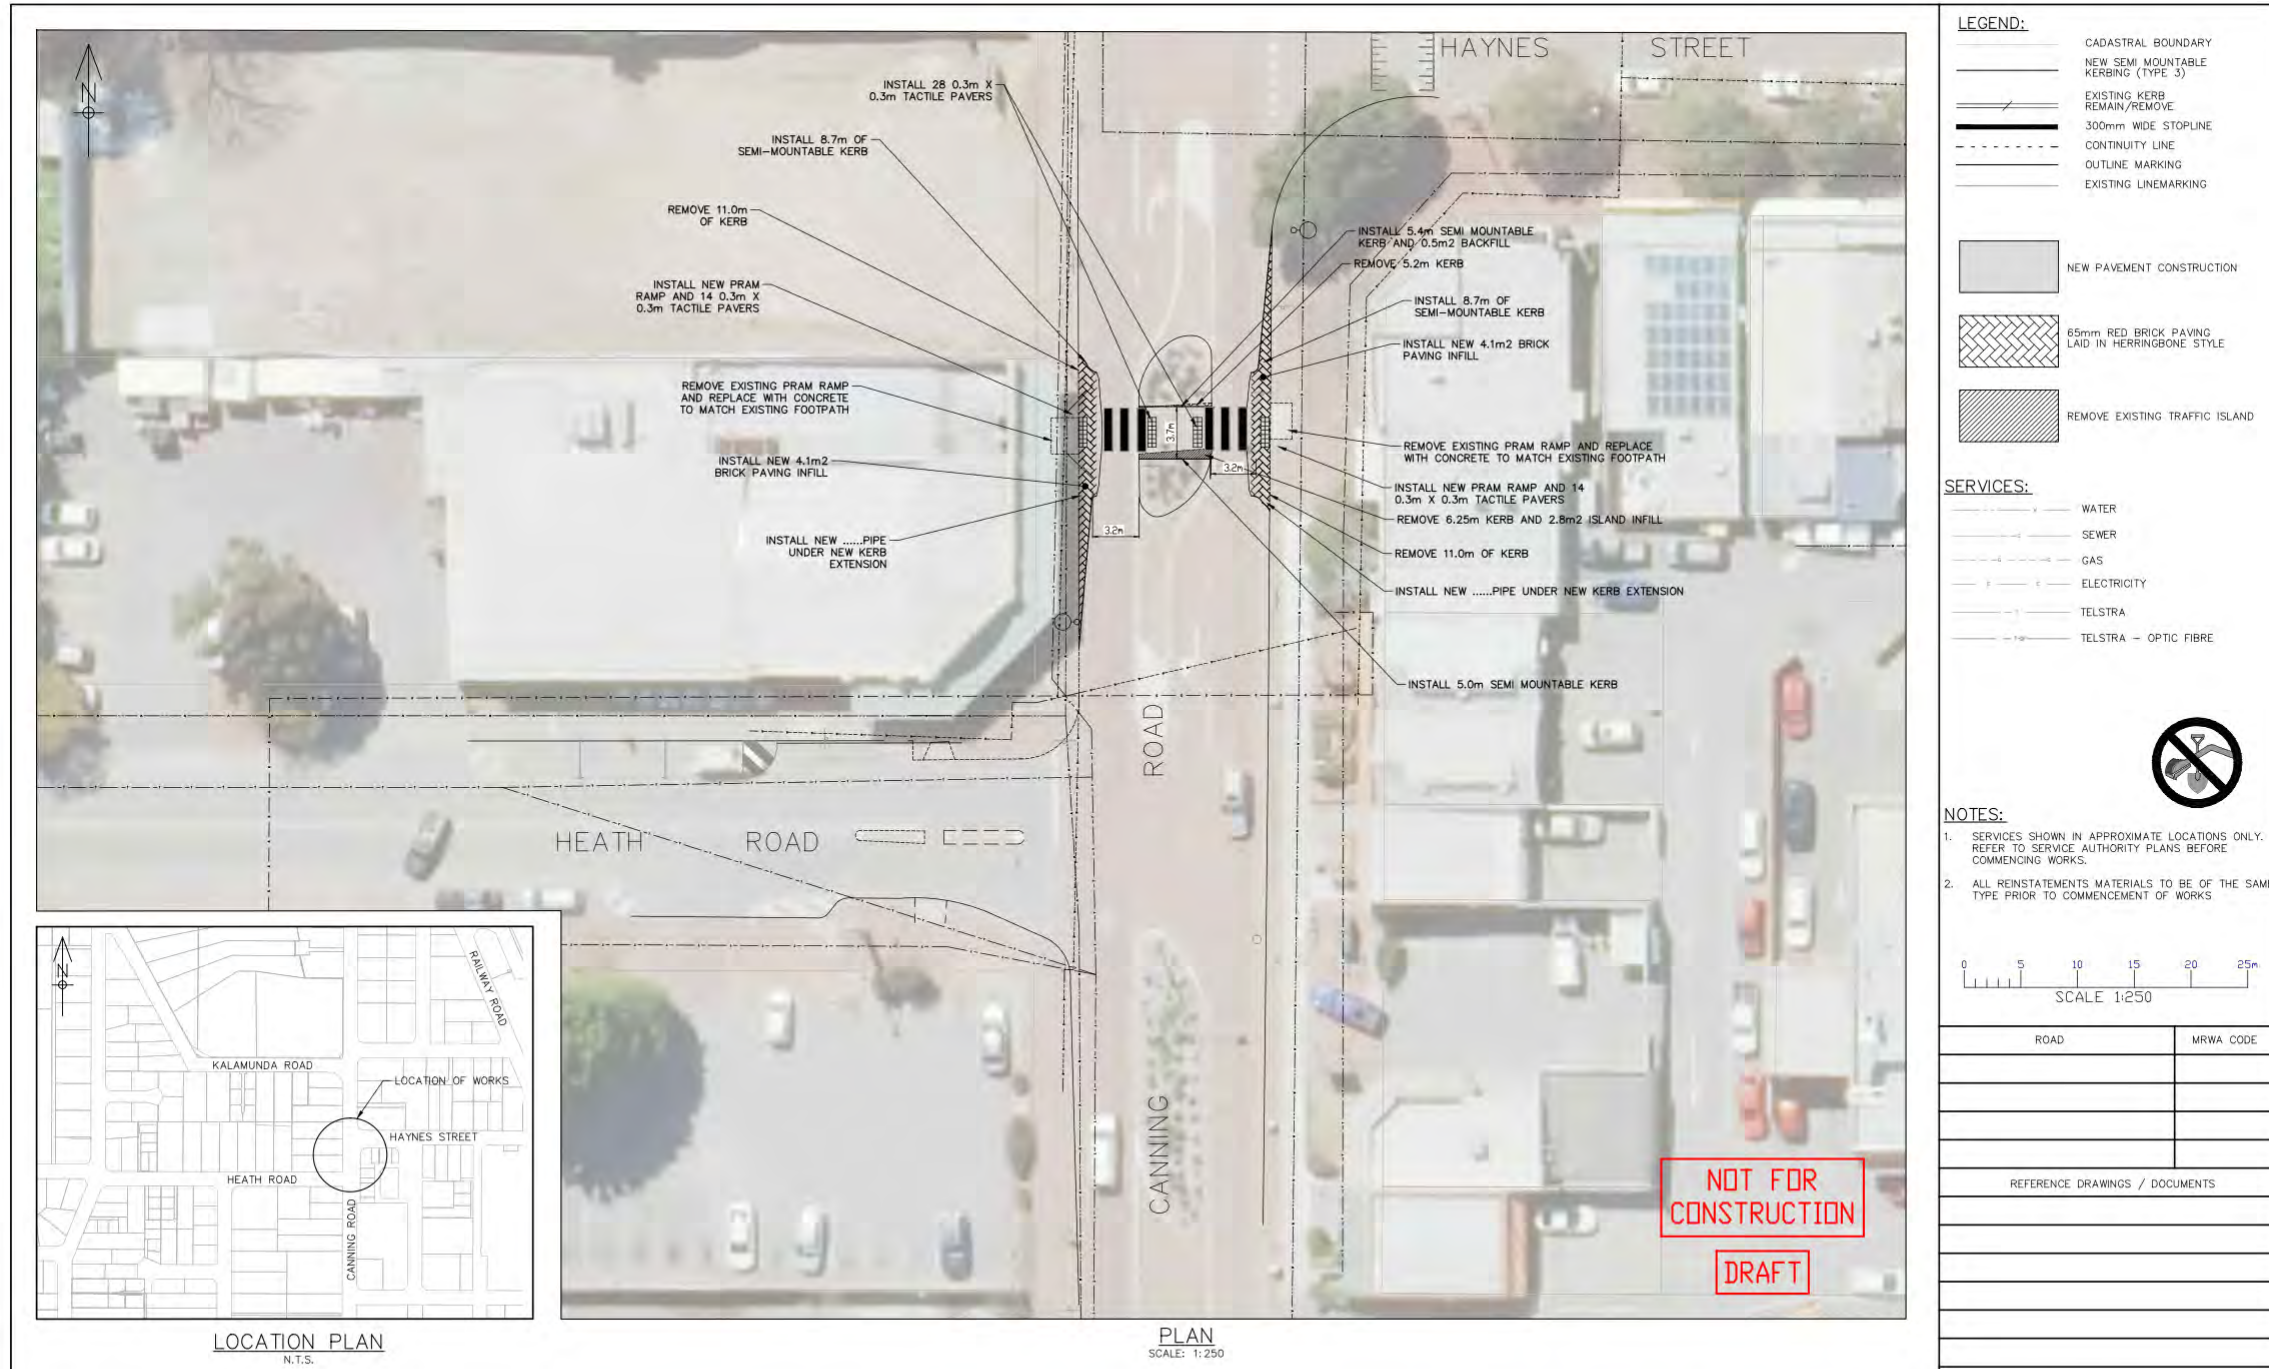 HAYNES STREET
INSTALL 28 0.3m X
0.3m TACTILE PAVERS
INSTALL 8.7m OF
SEMI-MOUNTABLE KERB
REMOVE 11.0m
OF KERB
INSTALL NEW PRAM
RAMP AND 14 0.3m X
0.3m TACTILE PAVERS
REMOVE EXISTING PRAM RAMP
AND REPLACE WITH CONCRETE
TO MATCH EXISTING FOOTPATH
INSTALL NEW 4.1m2
BRICK PAVING INFILL
INSTALL NEW ......PIPE
UNDER NEW KERB
EXTENSION
N
3.7m
3.2m
3.2m
INSTALL 5.4m SEMI MOUNTABLE
KERB AND 0.5m2 BACKFILL
REMOVE 5.2m KERB
INSTALL 8.7m OF
SEMI-MOUNTABLE KERB
INSTALL NEW 4.1m2 BRICK
PAVING INFILL
REMOVE EXISTING PRAM RAMP AND REPLACE
WITH CONCRETE TO MATCH EXISTING FOOTPATH
INSTALL NEW PRAM RAMP AND 14
0.3m X 0.3m TACTILE PAVERS
REMOVE 6.25m KERB AND 2.8m2 ISLAND INFILL
REMOVE 11.0m OF KERB
INSTALL NEW ......PIPE UNDER NEW KERB EXTENSION
INSTALL 5.0m SEMI MOUNTABLE KERB
HEATH ROAD
CANNING ROAD
NOT FOR
CONSTRUCTION
DRAFT
PLAN
SCALE: 1:250
N
RAILWAY ROAD
KALAMUNDA ROAD
LOCATION OF WORKS
HAYNES STREET
HEATH ROAD
CANNING ROAD
LOCATION PLAN
N.T.S.
LEGEND:
CADASTRAL BOUNDARY
NEW SEMI MOUNTABLE
KERBING (TYPE 3)
EXISTING KERB
REMAIN/REMOVE
300mm WIDE STOPLINE
CONTINUITY LINE
OUTLINE MARKING
EXISTING LINEMARKING
NEW PAVEMENT CONSTRUCTION
65mm RED BRICK PAVING
LAID IN HERRINGBONE STYLE
REMOVE EXISTING TRAFFIC ISLAND
SERVICES:
WATER
SEWER
GAS
ELECTRICITY
TELSTRA
TELSTRA - OPTIC FIBRE
NOTES:
1. SERVICES SHOWN IN APPROXIMATE LOCATIONS ONLY.
REFER TO SERVICE AUTHORITY PLANS BEFORE
COMMENCING WORKS.
2. ALL REINSTATEMENTS MATERIALS TO BE OF THE SAM
TYPE PRIOR TO COMMENCEMENT OF WORKS
0 5 10 15 20 25m
SCALE 1:250
ROAD MRWA CODE
REFERENCE DRAWINGS / DOCUMENTS